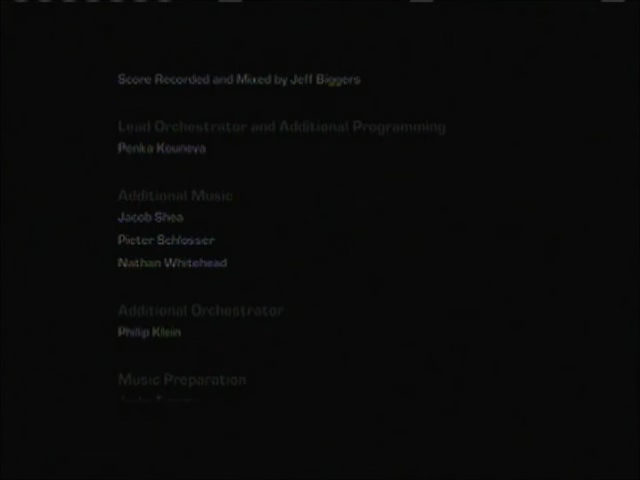 Score Recorded and Mixed by Jeff Biggers
Lead Orchestrator and Additional Programming
Penka Kouneva
Additional Music
Jacob Shea
Pieter Schlosser
Nathan Whitehead
Additional Orchestrator
Philip Klein
Music Preparation